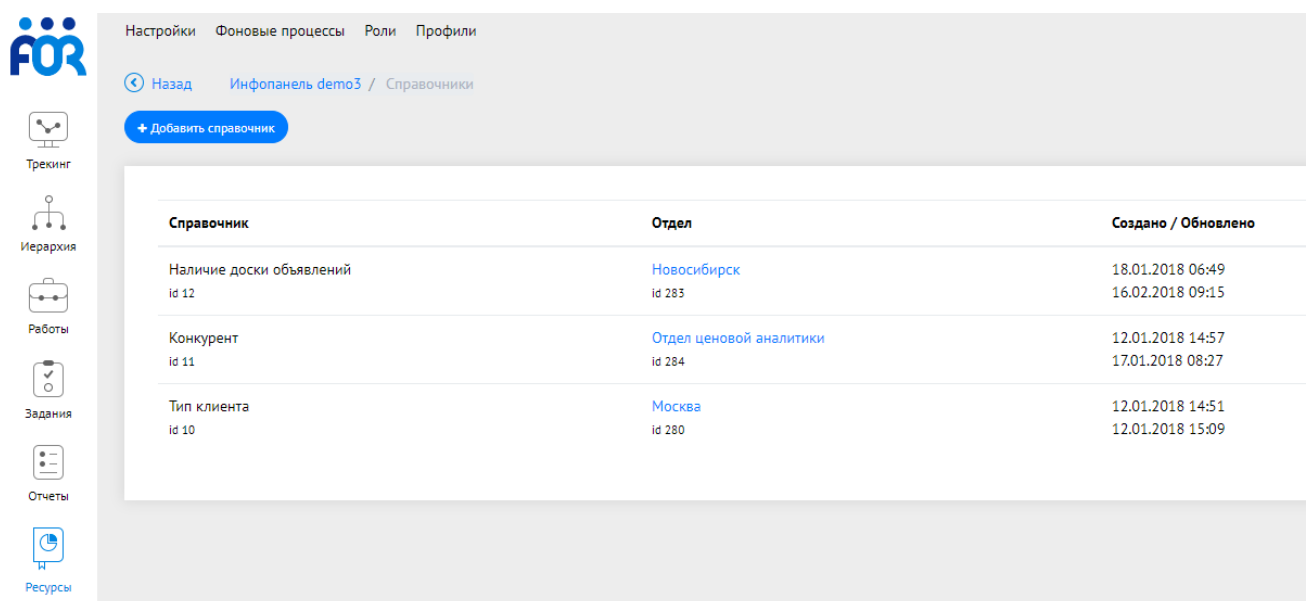 FOR
Настройки Фоновые процессы Роли Профили
Назад Инфопанель demo3 / Справочники
+ Добавить справочник
Трекинг
Иерархия
Работы
Задания
Отчеты
Ресурсы
Справочник Отдел Создано / Обновлено
Наличие доски объявлений Новосибирск 18.01.2018 06:49
id 12 id 283 16.02.2018 09:15
Конкурент Отдел ценовой аналитики 12.01.2018 14:57
id 11 id 284 17.01.2018 08:27
Тип клиента Москва 12.01.2018 14:51
id 10 id 280 12.01.2018 15:09